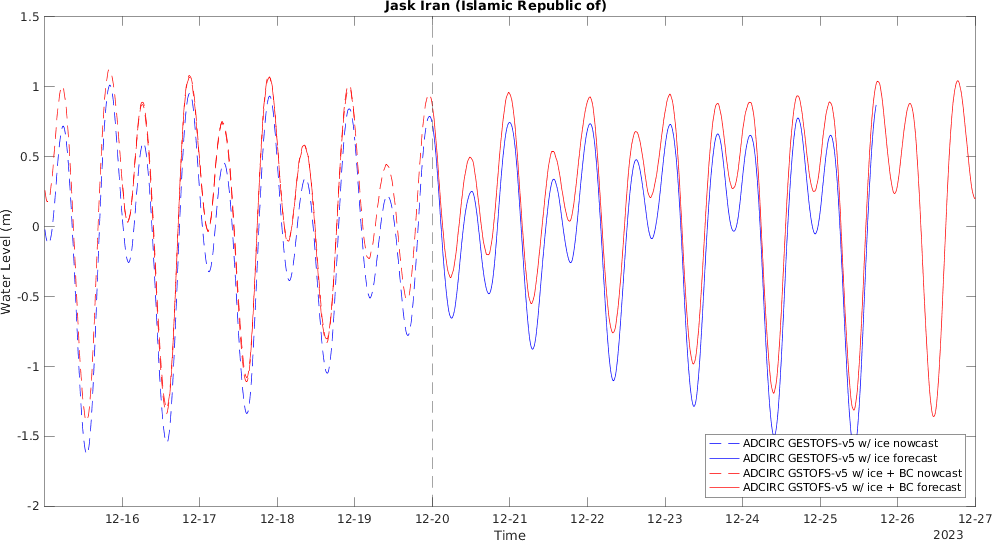 Jask Iran (Islamic Republic of)
Water Level (m)
1.5
1
0.5
0
-0.5
-1
-1.5
-2
ADCIRC GESTOFS-v5 w/ ice nowcast
ADCIRC GESTOFS-v5 w/ ice forecast
ADCIRC GSTOFS-v5 w/ ice + BC nowcast
ADCIRC GSTOFS-v5 w/ ice + BC forecast
12-16 12-17 12-18 12-19 12-20 12-21 12-22 12-23 12-24 12-25 12-26 12-27
Time
2023